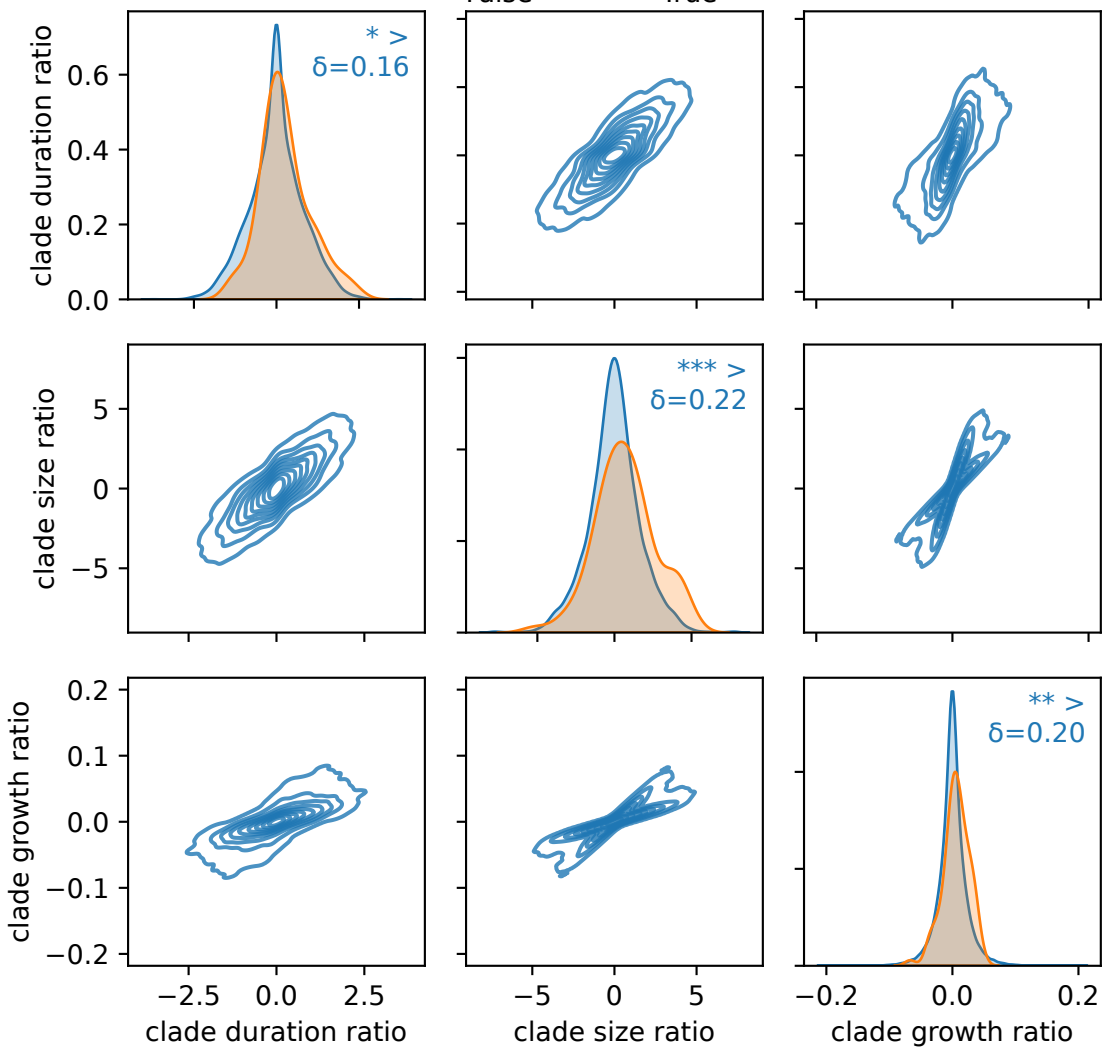 * >
δ=0.16
clade duration ratio
0.6
0.4
0.2
0.0
*** >
δ=0.22
clade size ratio
5
0
−5
** >
δ=0.20
clade growth ratio
0.2
0.1
0.0
−0.1
−0.2
−2.5 0.0 2.5 −5 0 5 −0.2 0.0 0.2
clade duration ratio clade size ratio clade growth ratio